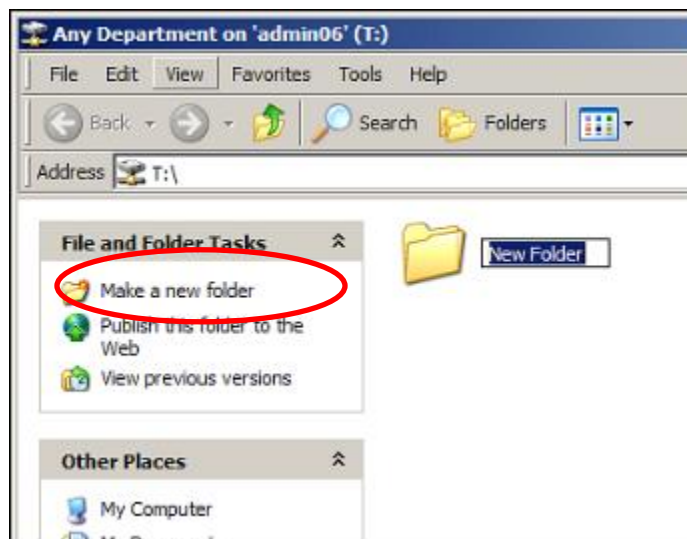 Any Department on 'admin06' (T:)
File Edit View Favorites Tools Help
Back Search Folders
Address T:\
File and Folder Tasks
New Folder
Make a new folder
Publish this folder to the
Web
View previous versions
Other Places
My Computer